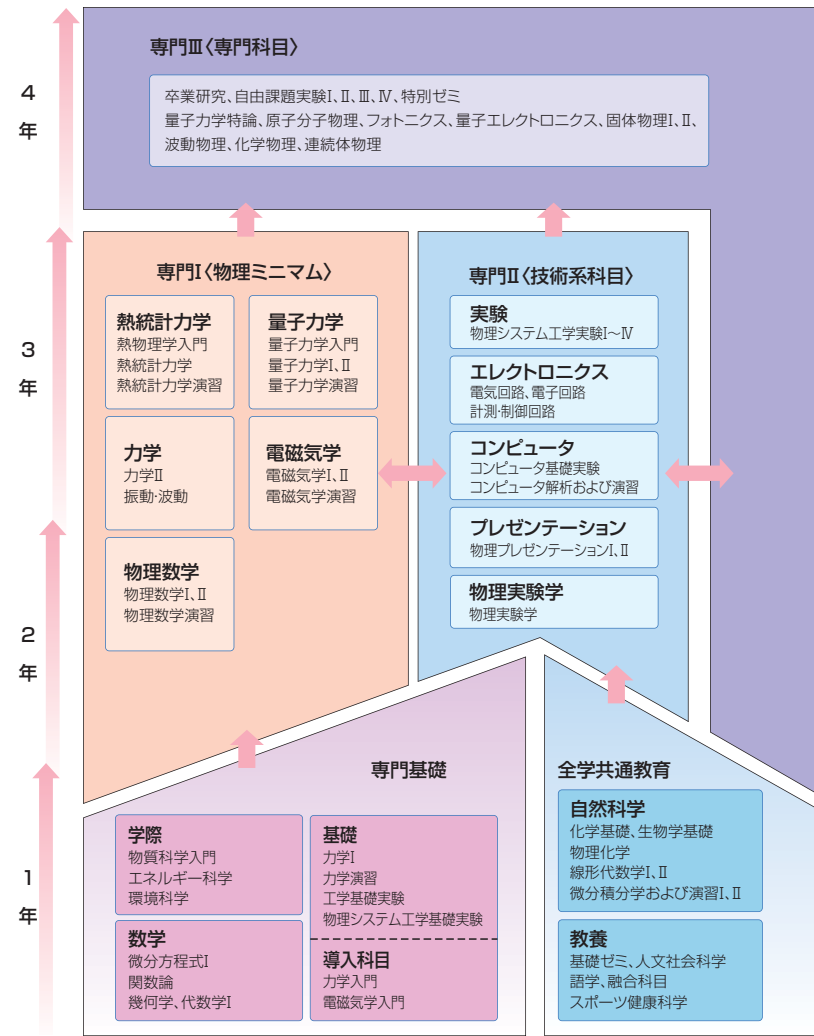 専門Ⅲ〈専門科目〉
卒業研究、自由課題実験Ⅰ、Ⅱ、Ⅲ、Ⅳ、特別ゼミ
量子力学特論、原子分子物理、フォトニクス、量子エレクトロニクス、固体物理Ⅰ、Ⅱ、
波動物理、化学物理、連続体物理
4
年
専門Ⅰ〈物理ミニマム〉
熱統計力学
熱物理学入門
熱統計力学
熱統計力学演習
量子力学
量子力学入門
量子力学Ⅰ、Ⅱ
量子力学演習
力学
力学Ⅱ
振動・波動
電磁気学
電磁気学Ⅰ、Ⅱ
電磁気学演習
物理数学
物理数学Ⅰ、Ⅱ
物理数学演習
専門Ⅱ〈技術系科目〉
実験
物理システム工学実験Ⅰ～Ⅳ
エレクトロニクス
電気回路、電子回路
計測・制御回路
コンピュータ
コンピュータ基礎実験
コンピュータ解析および演習
プレゼンテーション
物理プレゼンテーションⅠ、Ⅱ
物理実験学
物理実験学
3
年
2
年
専門基礎
学際
物質科学入門
エネルギー科学
環境科学
数学
微分方程式Ⅰ
関数論
幾何学、代数学Ⅰ
基礎
力学Ⅰ
力学演習
工学基礎実験
物理システム工学基礎実験
導入科目
力学入門
電磁気学入門
全学共通教育
自然科学
化学基礎、生物学基礎
物理化学
線形代数学Ⅰ、Ⅱ
微分積分学および演習Ⅰ、Ⅱ
教養
基礎ゼミ、人文社会科学
語学、融合科目
スポーツ健康科学
1
年